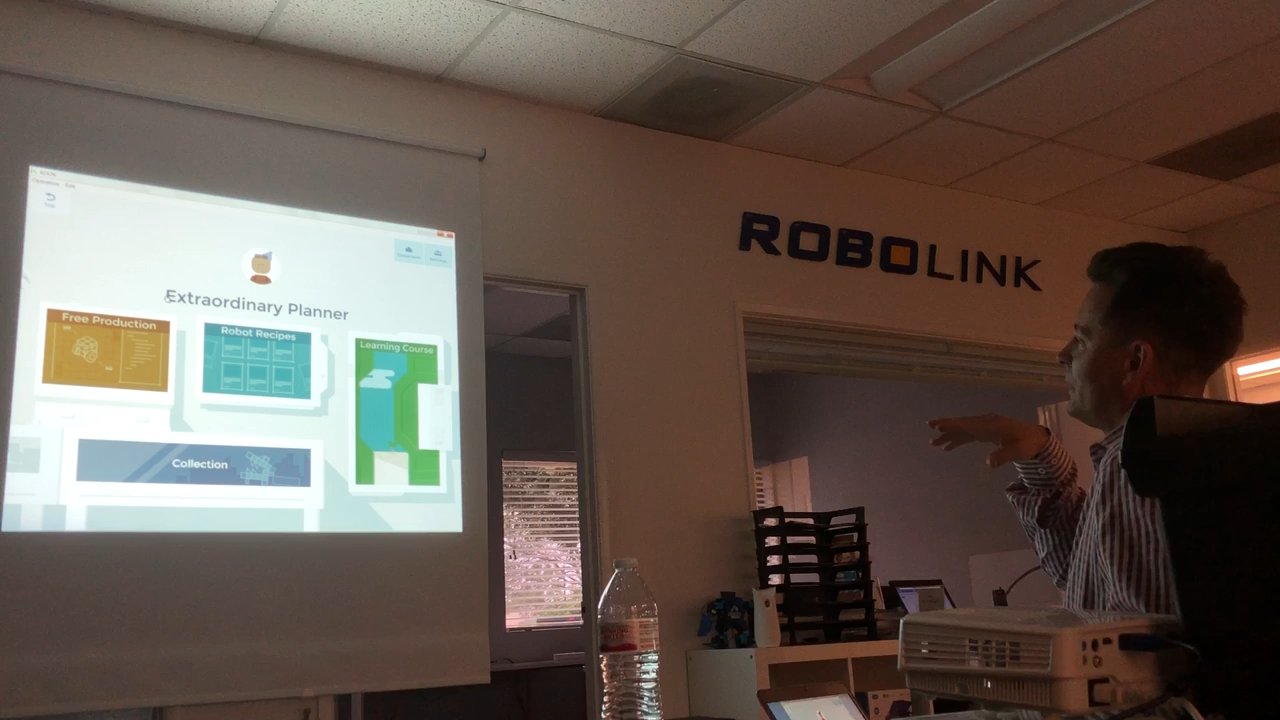 Extraordinary Planner
Free Production
Robot Recipes
Learning Course
Collection
ROBOLINK